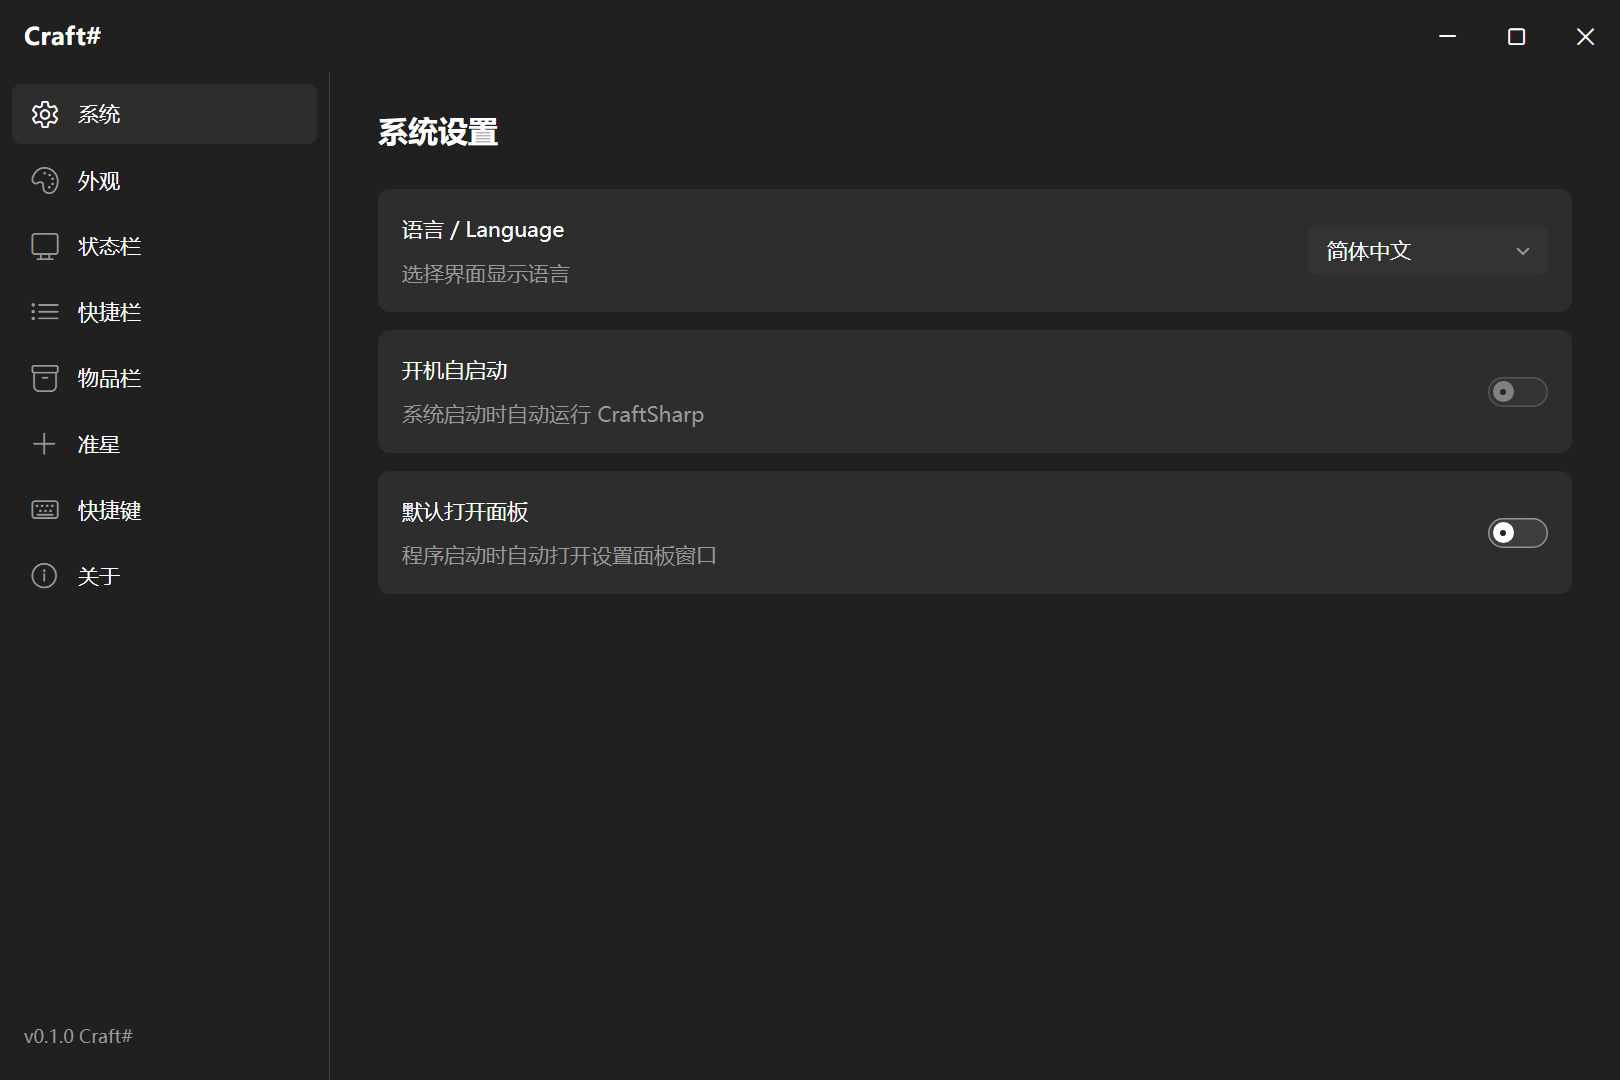 Craft#
系统
外观
状态栏
快捷栏
物品栏
准星
快捷键
关于
v0.1.0 Craft#
系统设置
语言 / Language
选择界面显示语言
简体中文
开机自启动
系统启动时自动运行 CraftSharp
默认打开面板
程序启动时自动打开设置面板窗口